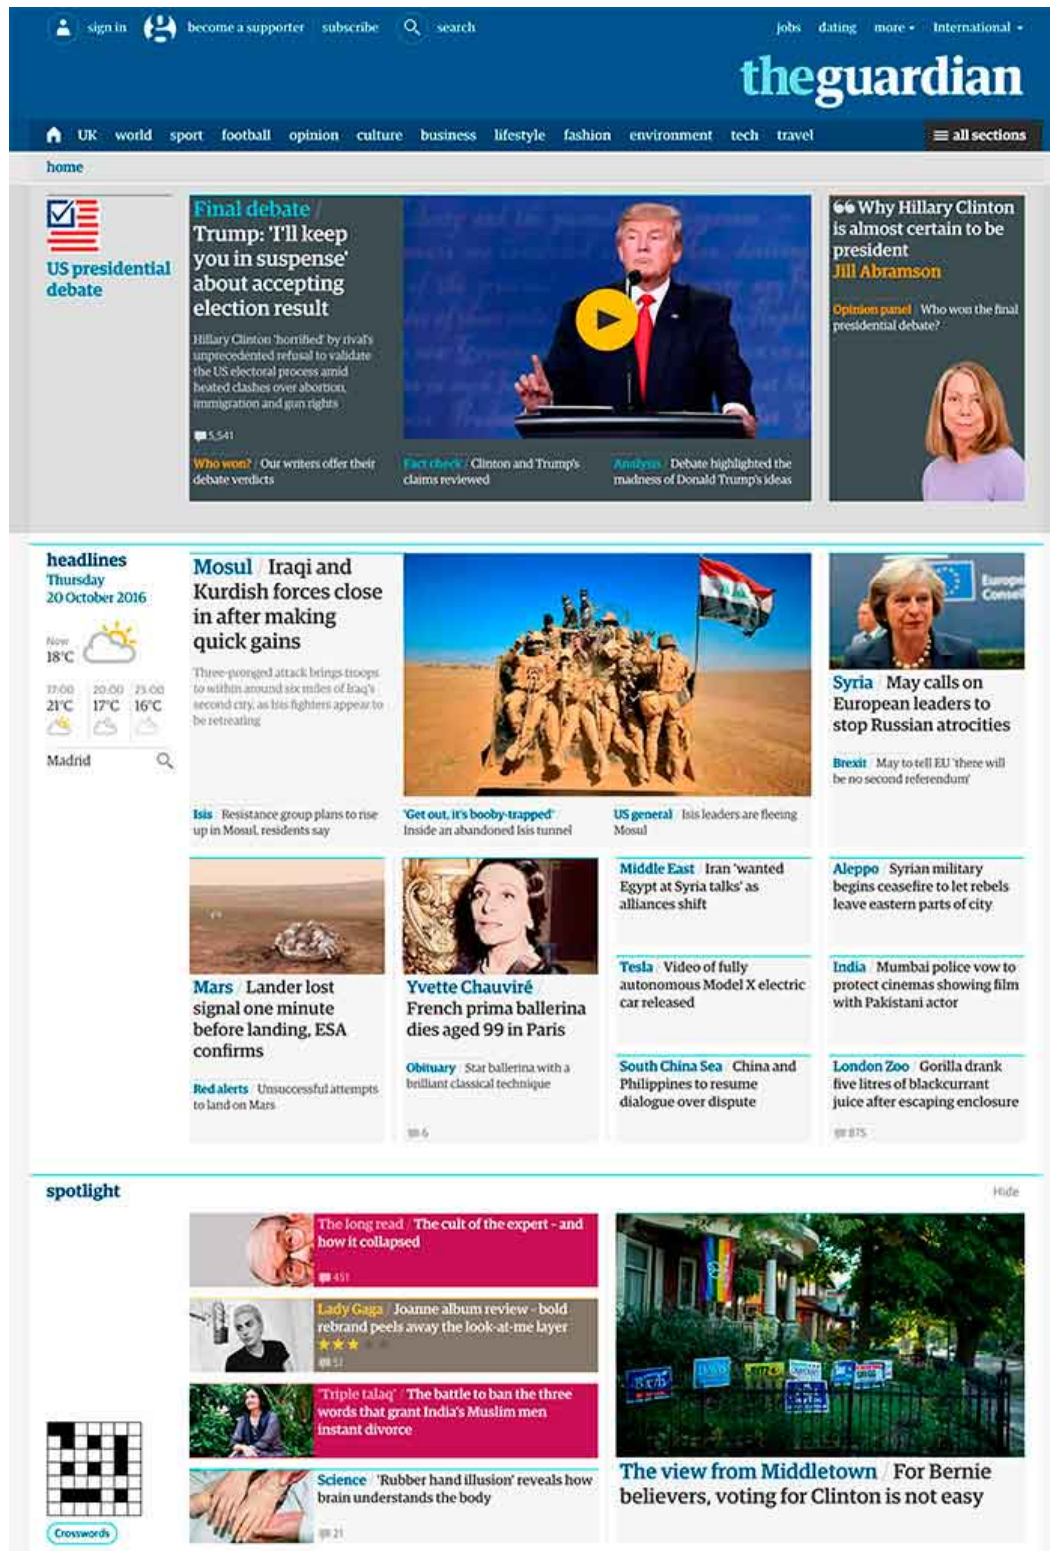 sign in
become a supporter
subscribe
search
jobs
dating
more
International
theguardian
UK world sport football opinion culture business lifestyle fashion environment tech travel
all sections
home
US presidential
debate
Final debate /
Trump: 'I'll keep
you in suspense'
about accepting
election result
Hillary Clinton 'horrified' by rival's
unprecedented refusal to validate
the US electoral process amid
heated clashes over abortion,
immigration and gun rights
5,541
Who won? / Our writers offer their
debate verdicts
Fact check / Clinton and Trump's
claims reviewed
Analysis / Debate highlighted the
madness of Donald Trump's ideas
Why Hillary Clinton
is almost certain to be
president
Jill Abramson
Opinion panel / Who won the final
presidential debate?
headlines
Thursday
20 October 2016
Now
18°C
17:00 20:00 23:00
21°C 17°C 16°C
Madrid
Mosul / Iraqi and
Kurdish forces close
in after making
quick gains
Three-pronged attack brings troops
to within around six miles of Iraq's
second city, as Isis fighters appear to
be retreating
Isis / Resistance group plans to rise
up in Mosul, residents say
'Get out, it's booby-trapped' /
Inside an abandoned Isis tunnel
US general / Isis leaders are fleeing
Mosul
Europe
Syria / May calls on
European leaders to
stop Russian atrocities
Brexit / May to tell EU 'there will
be no second referendum'
Mars / Lander lost
signal one minute
before landing, ESA
confirms
Red alerts / Unsuccessful attempts
to land on Mars
Yvette Chauviré /
French prima ballerina
dies aged 99 in Paris
Obituary / Star ballerina with a
brilliant classical technique
6
Middle East / Iran 'wanted
Egypt at Syria talks' as
alliances shift
Tesla / Video of fully
autonomous Model X electric
car released
South China Sea / China and
Philippines to resume
dialogue over dispute
Aleppo / Syrian military
begins ceasefire to let rebels
leave eastern parts of city
India / Mumbai police vow to
protect cinemas showing film
with Pakistani actor
London Zoo / Gorilla drank
five litres of blackcurrant
juice after escaping enclosure
875
spotlight
Hide
The long read / The cult of the expert – and
how it collapsed
451
Lady Gaga / Joanne album review – bold
rebrand peels away the look-at-me layer
51
'Triple talaq' / The battle to ban the three
words that grant India's Muslim men
instant divorce
Science / 'Rubber hand illusion' reveals how
brain understands the body
21
The view from Middletown / For Bernie
believers, voting for Clinton is not easy
Crosswords